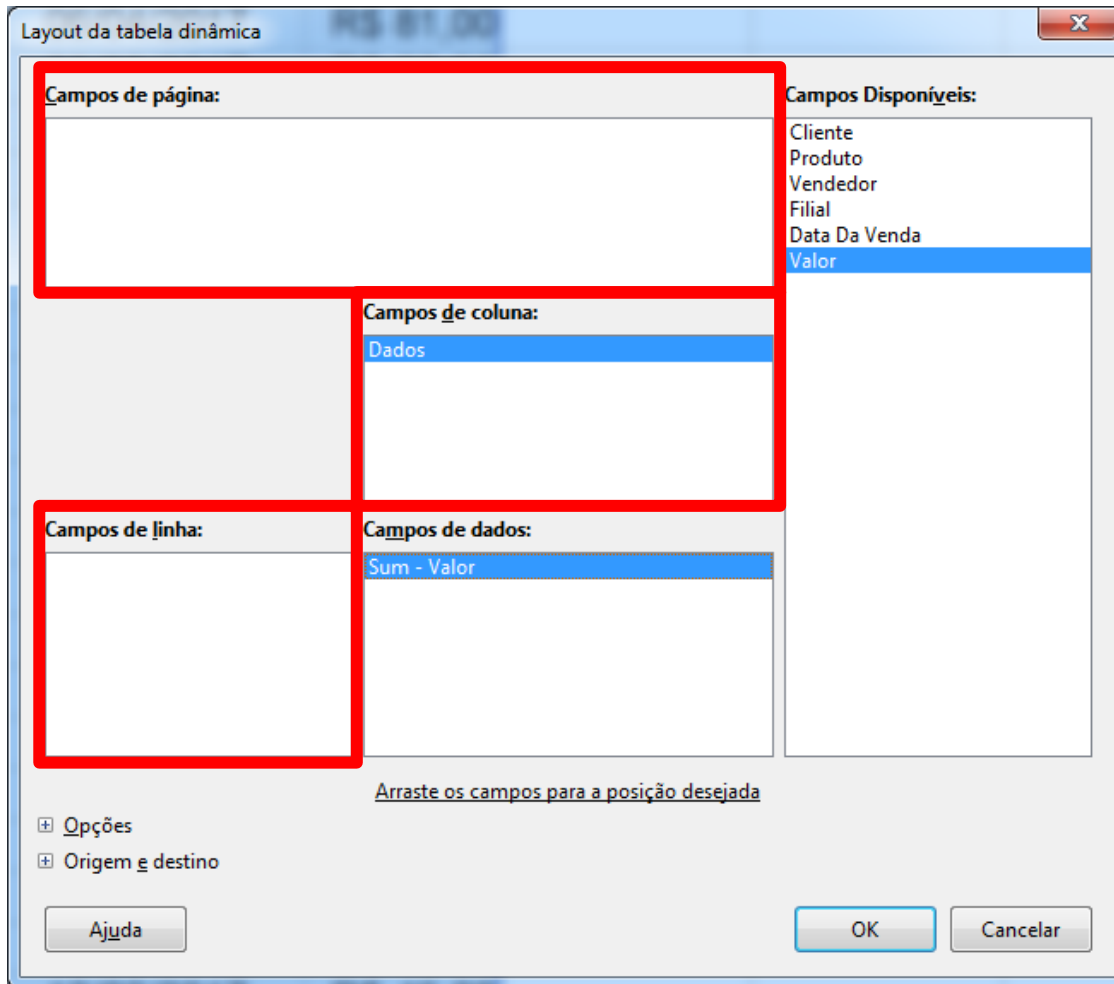 R$ 81,00
Layout da tabela dinâmica
Campos de página:
Campos Disponíveis:
Cliente
Produto
Vendedor
Filial
Data Da Venda
Valor
Campos de coluna:
Dados
Campos de linha:
Campos de dados:
Sum - Valor
Arraste os campos para a posição desejada
Opções
Origem e destino
Ajuda
OK
Cancelar